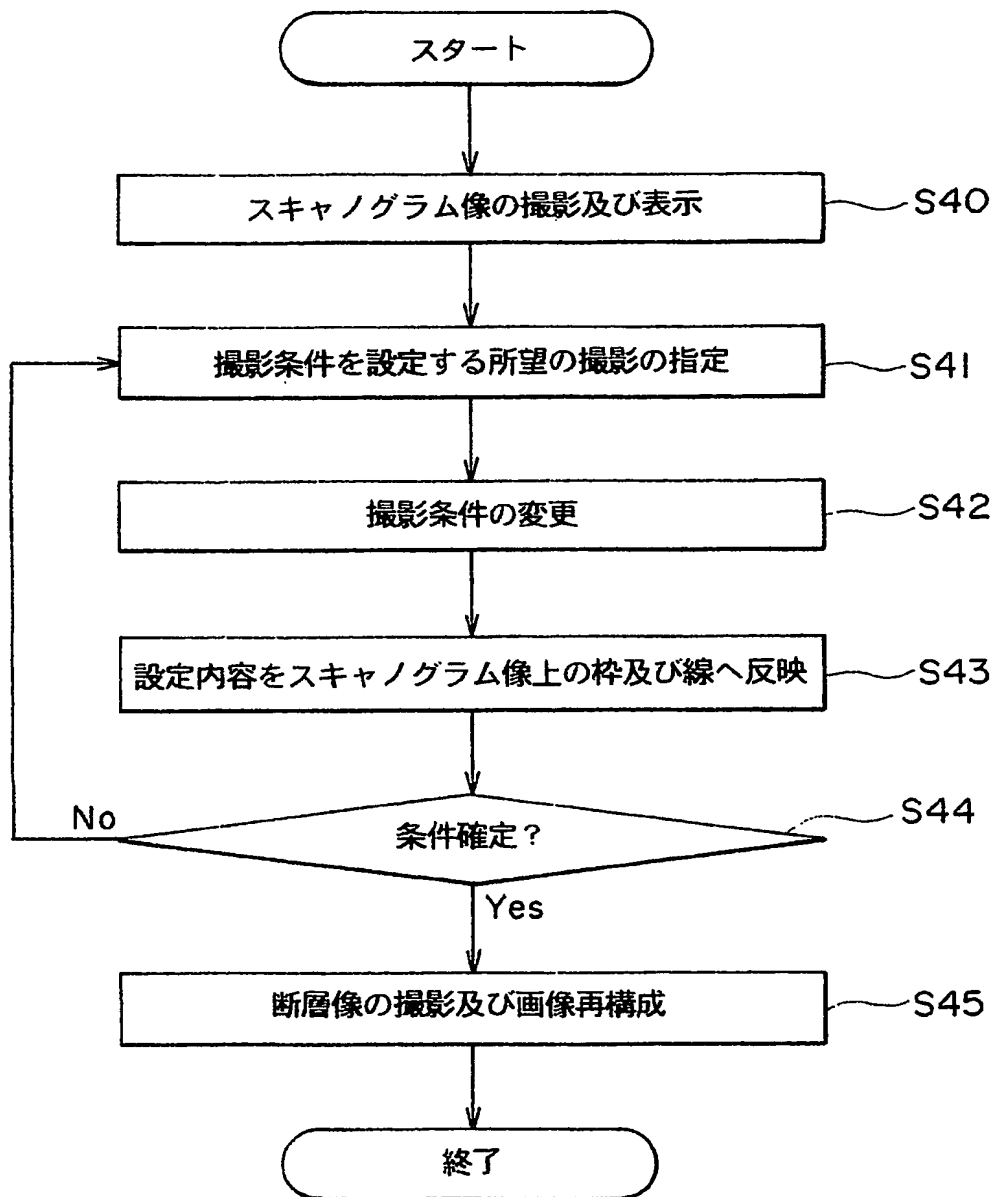 スタート
スキャノグラム像の撮影及び表示
S40
撮影条件を設定する所望の撮影の指定
S41
撮影条件の変更
S42
設定内容をスキャノグラム像上の枠及び線へ反映
S43
条件確定?
S44
No
Yes
断層像の撮影及び画像再構成
S45
終了